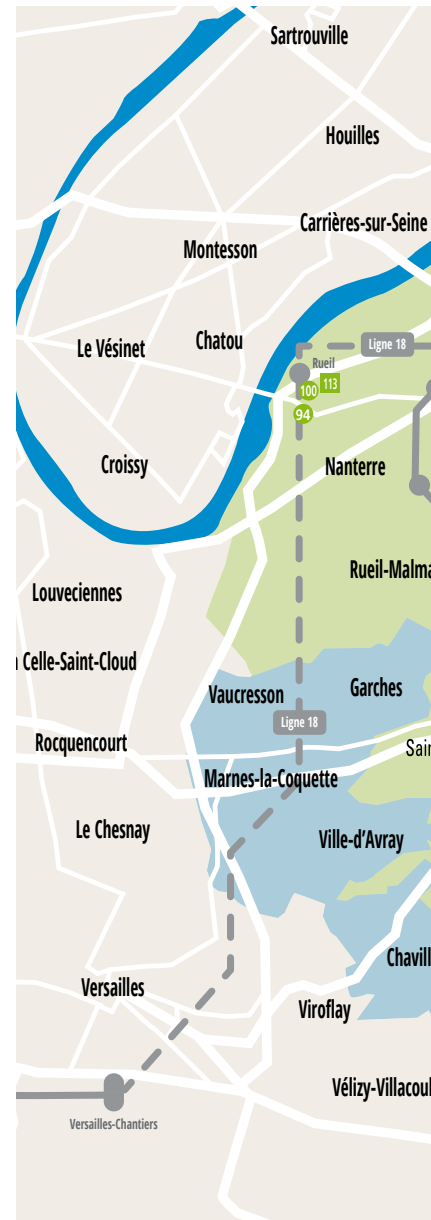 Sartrouville
Houilles
Carrières-sur-Seine
Montesson
Chatou
Ligne 18
Le Vésinet
Rueil
113
100
94
Croissy
Nanterre
Rueil-Malma
Louveciennes
Celle-Saint-Cloud
Garches
Vaucresson
Ligne 18
Rocquencourt
Sain
Marnes-la-Coquette
Le Chesnay
Ville-d’Avray
Chavill
Versailles
Viroflay
Vélizy-Villacoul
Versailles-Chantiers